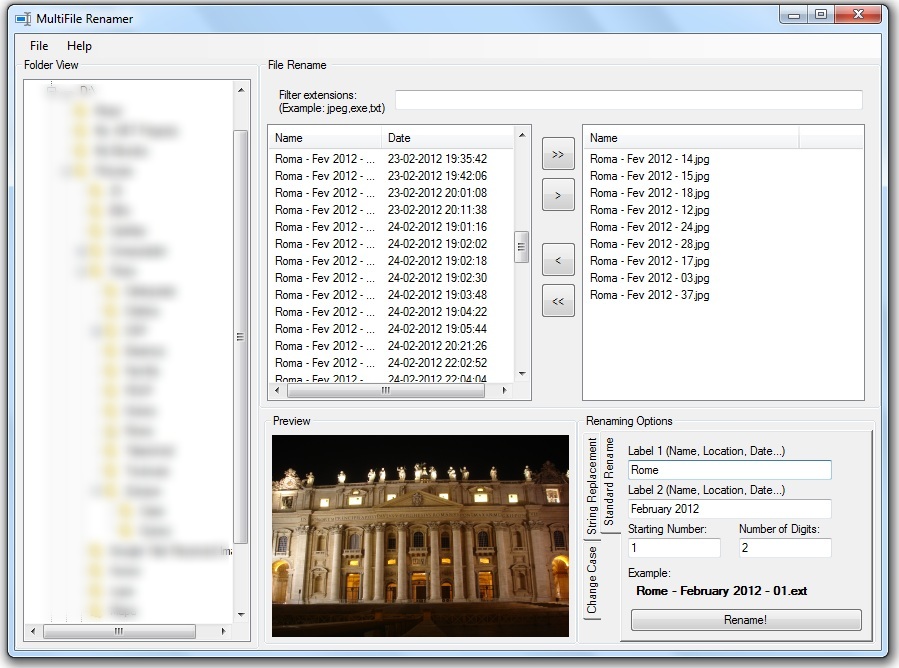 MultiFile Renamer
File Help
Folder View
File Rename
Filter extensions:
(Example: jpeg,exe,txt)
Name Date
Roma - Fev 2012 - ... 23-02-2012 19:35:42
Roma - Fev 2012 - ... 23-02-2012 19:42:06
Roma - Fev 2012 - ... 23-02-2012 20:01:08
Roma - Fev 2012 - ... 23-02-2012 20:11:38
Roma - Fev 2012 - ... 24-02-2012 19:01:16
Roma - Fev 2012 - ... 24-02-2012 19:02:02
Roma - Fev 2012 - ... 24-02-2012 19:02:18
Roma - Fev 2012 - ... 24-02-2012 19:02:30
Roma - Fev 2012 - ... 24-02-2012 19:03:48
Roma - Fev 2012 - ... 24-02-2012 19:04:22
Roma - Fev 2012 - ... 24-02-2012 19:05:44
Roma - Fev 2012 - ... 24-02-2012 20:21:26
Roma - Fev 2012 - ... 24-02-2012 22:02:52
Roma - Fev 2012 - ... 24-02-2012 22:04:04
>>
>
<
<<
Name
Roma - Fev 2012 - 14.jpg
Roma - Fev 2012 - 15.jpg
Roma - Fev 2012 - 18.jpg
Roma - Fev 2012 - 12.jpg
Roma - Fev 2012 - 24.jpg
Roma - Fev 2012 - 28.jpg
Roma - Fev 2012 - 17.jpg
Roma - Fev 2012 - 03.jpg
Roma - Fev 2012 - 37.jpg
Preview
Renaming Options
String Replacement
Standard Rename
Change Case
Label 1 (Name, Location, Date...)
Rome
Label 2 (Name, Location, Date...)
February 2012
Starting Number: Number of Digits:
1 2
Example:
Rome - February 2012 - 01.ext
Rename!